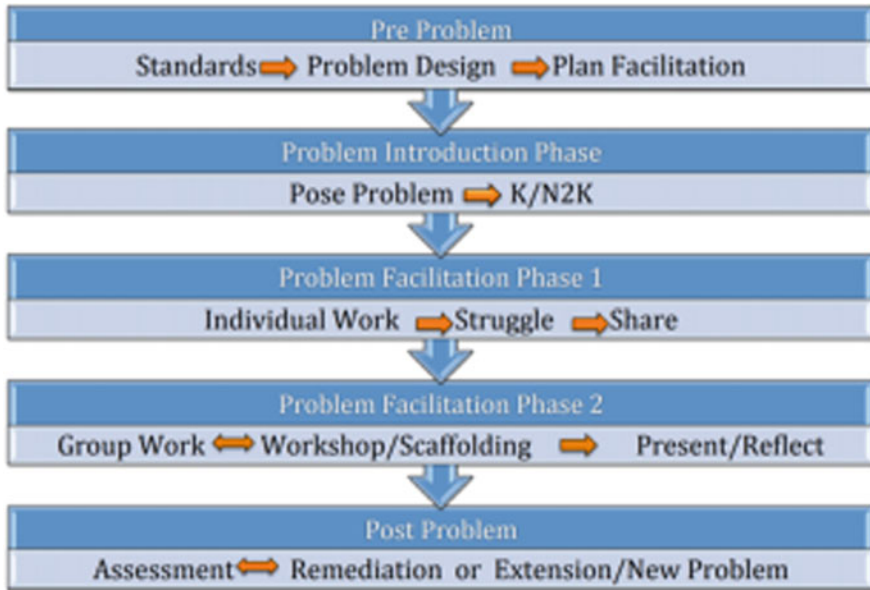 Pre Problem
Standards Problem Design Plan Facilitation
Problem Introduction Phase
Pose Problem K/N2K
Problem Facilitation Phase 1
Individual Work Struggle Share
Problem Facilitation Phase 2
Group Work Workshop/Scaffolding Present/Reflect
Post Problem
Assessment Remediation or Extension/New Problem